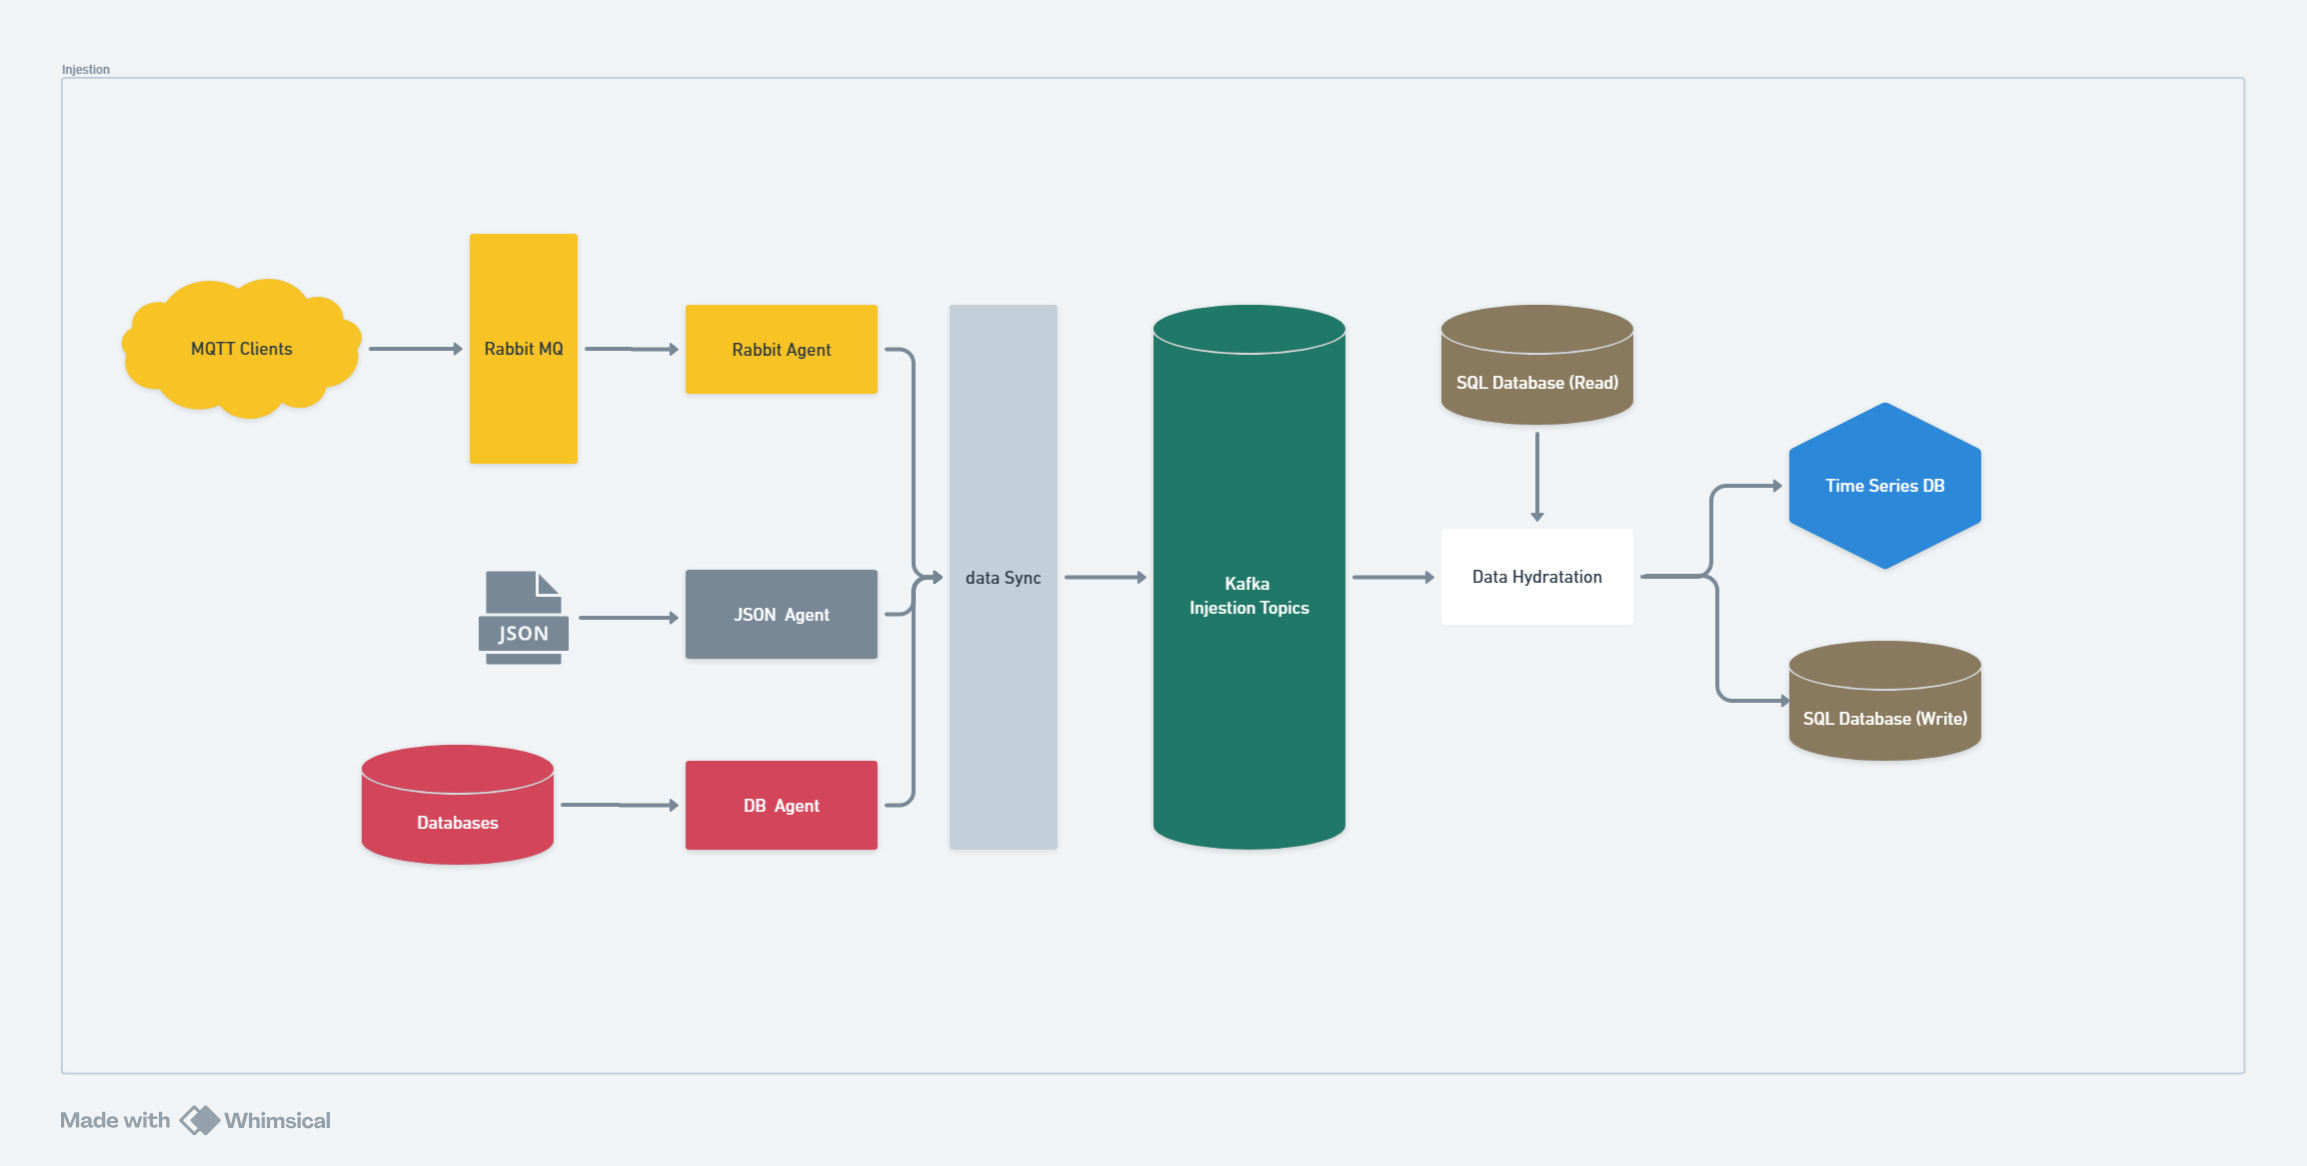 Injestion
MQTT Clients
Rabbit MQ
Rabbit Agent
JSON
JSON Agent
Databases
DB Agent
data Sync
Kafka
Injestion Topics
SQL Database (Read)
Data Hydratation
Time Series DB
SQL Database (Write)
Made with Whimsical